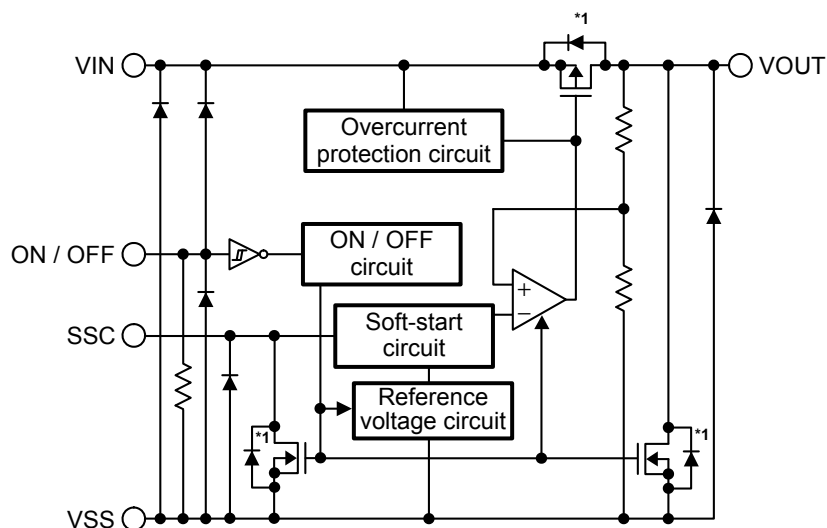 *1
VIN
VOUT
Overcurrent
protection circuit
ON / OFF
ON / OFF
circuit
+
−
SSC
Soft-start
circuit
Reference
voltage circuit
*1
*1
VSS